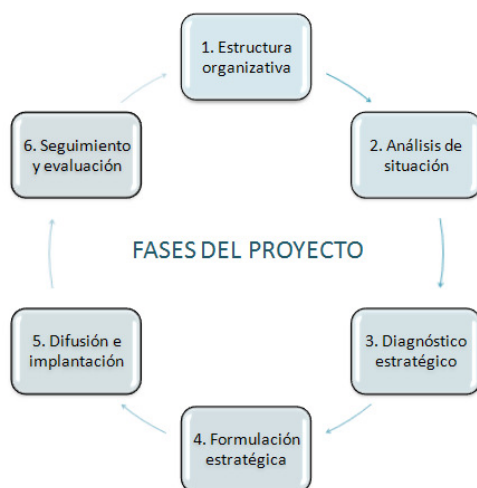 1. Estructura
organizativa
2. Análisis de
situación
3. Diagnóstico
estratégico
4. Formulación
estratégica
5. Difusión e
implantación
6. Seguimiento
y evaluación
FASES DEL PROYECTO